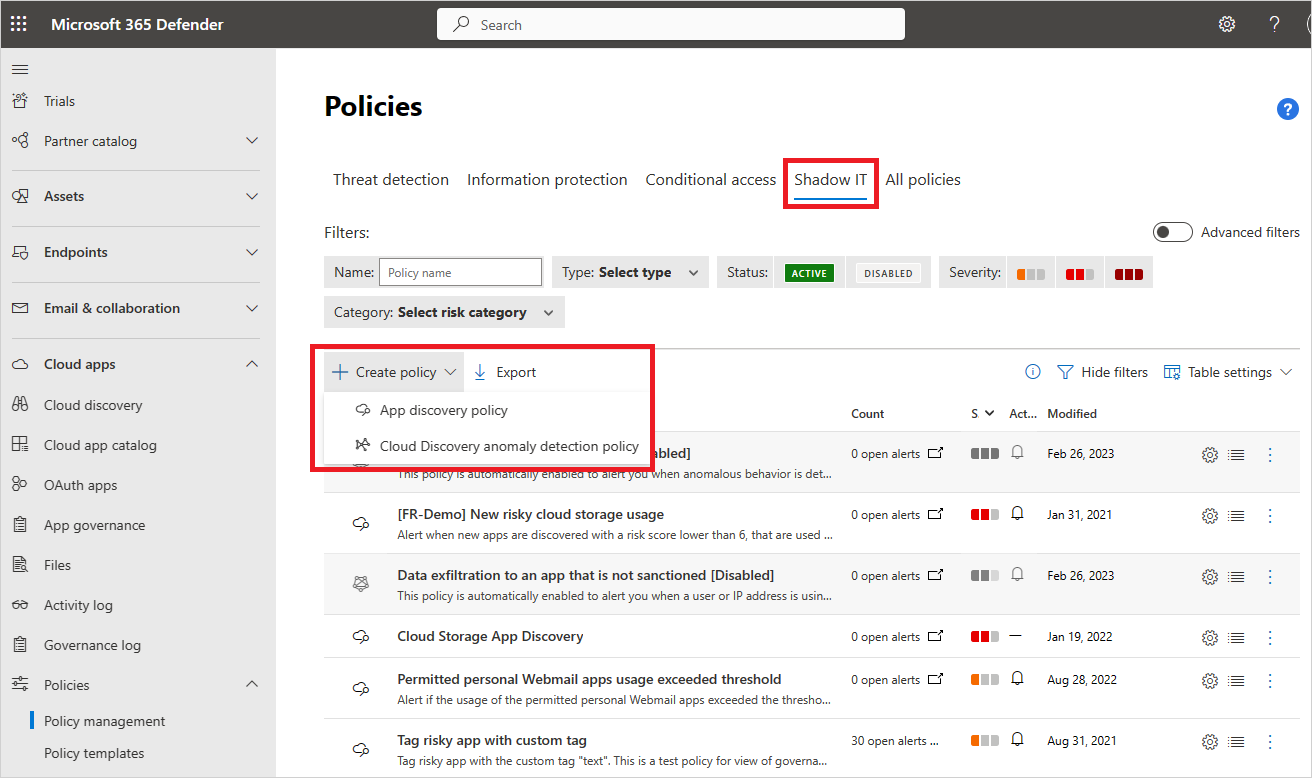 Microsoft 365 Defender
Search
?
Trials
Partner catalog
Assets
Endpoints
Email & collaboration
Cloud apps
Cloud discovery
Cloud app catalog
OAuth apps
App governance
Files
Activity log
Governance log
Policies
Policy management
Policy templates
Policies
?
Threat detection Information protection Conditional access Shadow IT All policies
Filters:
Advanced filters
Name: Policy name Type: Select type Status: ACTIVE DISABLED Severity:
Category: Select risk category
Create policy Export Hide filters Table settings
App discovery policy
Cloud Discovery anomaly detection policy
Count S Act... Modified
abled] 0 open alerts Feb 26, 2023
This policy is automatically enabled to alert you when anomalous behavior is det...
[FR-Demo] New risky cloud storage usage 0 open alerts Jan 31, 2021
Alert when new apps are discovered with a risk score lower than 6, that are used ...
Data exfiltration to an app that is not sanctioned [Disabled] 0 open alerts Feb 26, 2023
This policy is automatically enabled to alert you when a user or IP address is usin...
Cloud Storage App Discovery 0 open alerts — Jan 19, 2022
Permitted personal Webmail apps usage exceeded threshold 0 open alerts Aug 28, 2022
Alert if the usage of the permitted personal Webmail apps exceeded the thresho...
Tag risky app with custom tag 30 open alerts ... Aug 31, 2021
Tag risky app with the custom tag "text". This is a test policy for view of governa...